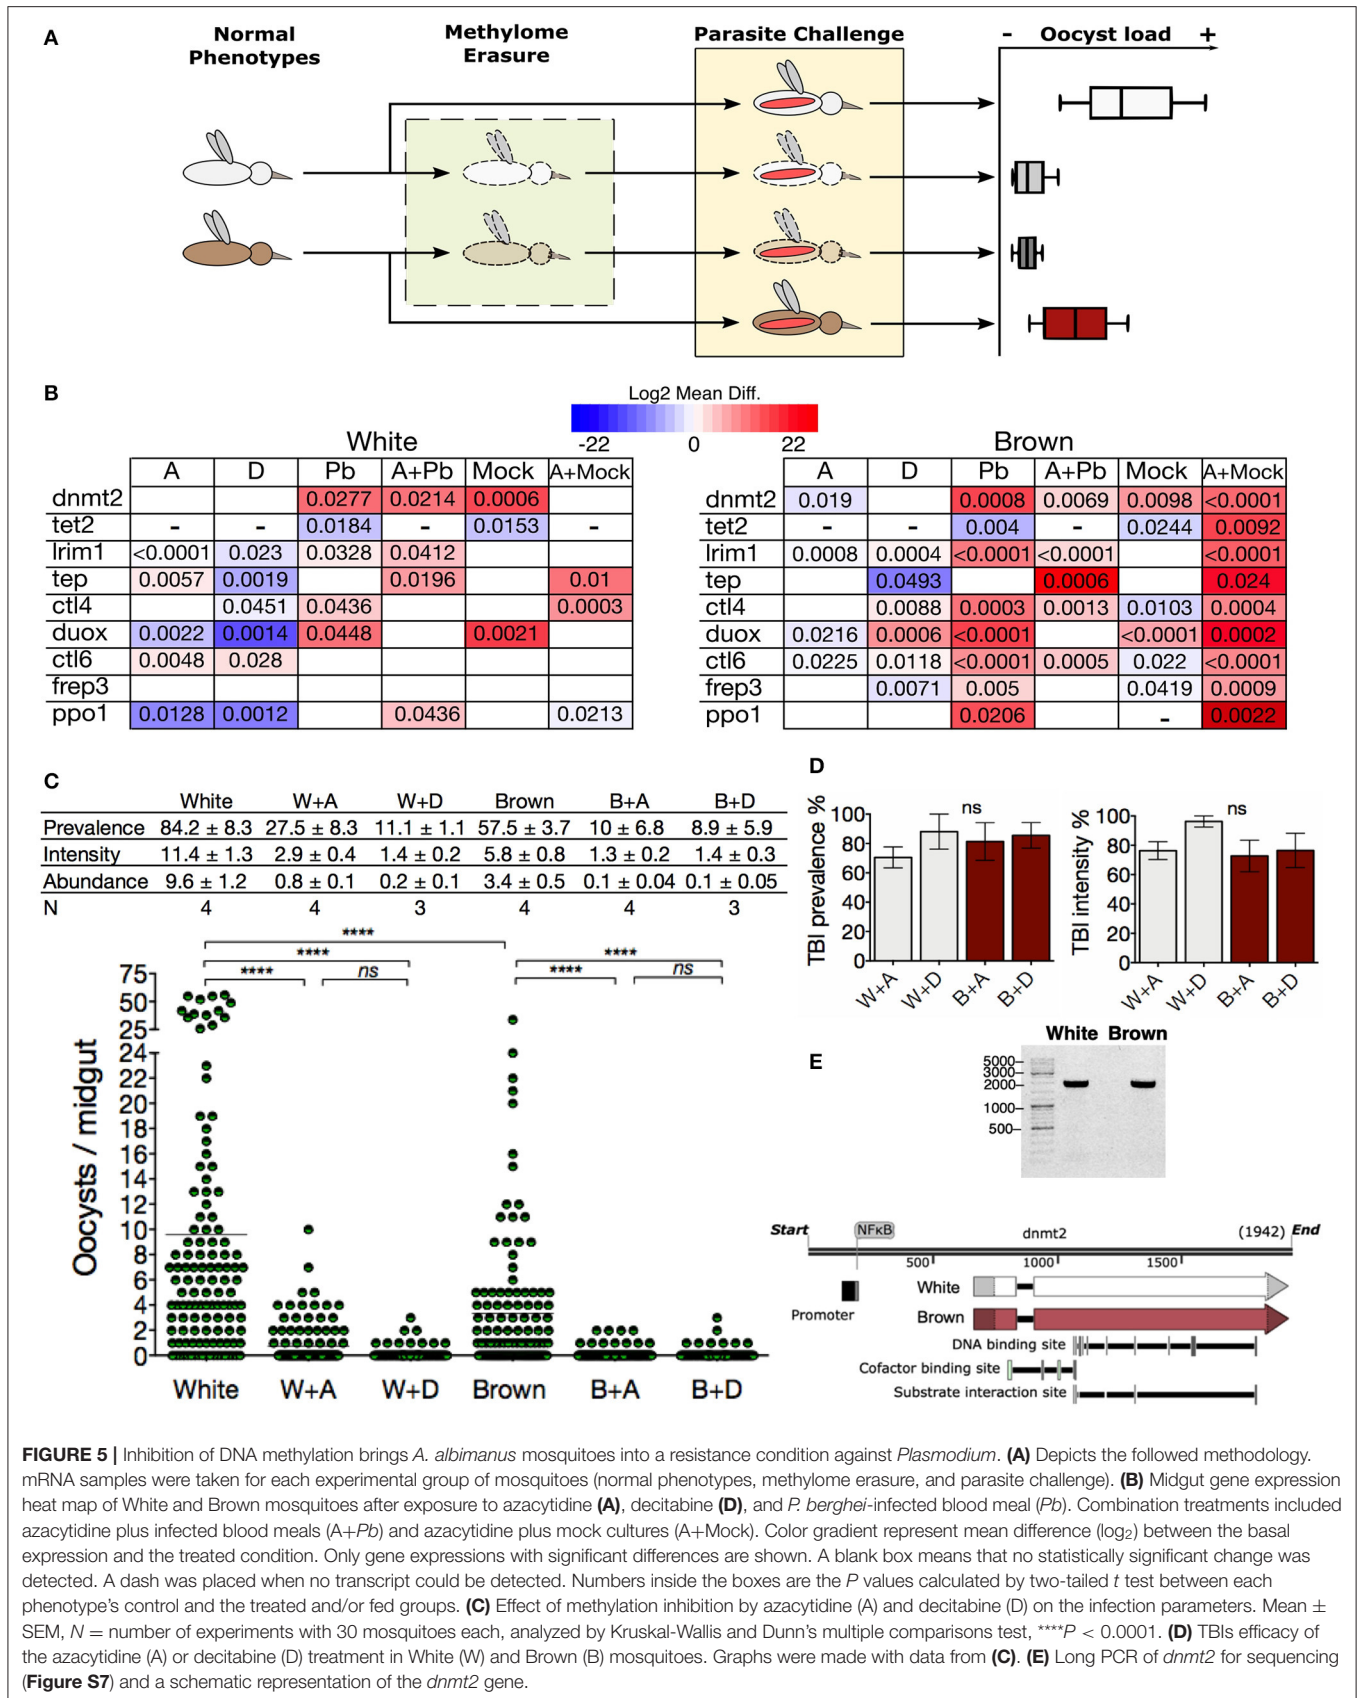 A
Normal Phenotypes
Methylome Erasure
Parasite Challenge
- Oocyst load +
B
Log2 Mean Diff.
-22 0 22
White
A D Pb A+Pb Mock A+Mock
dnmt2 0.0277 0.0214 0.0006
tet2 - - 0.0184 - 0.0153 -
lrim1 <0.0001 0.023 0.0328 0.0412
tep 0.0057 0.0019 0.0196 0.01
ctl4 0.0451 0.0436 0.0003
duox 0.0022 0.0014 0.0448 0.0021
ctl6 0.0048 0.028
frep3
ppo1 0.0128 0.0012 0.0436 0.0213
Brown
A D Pb A+Pb Mock A+Mock
dnmt2 0.019 0.0008 0.0069 0.0098 <0.0001
tet2 - - 0.004 - 0.0244 0.0092
lrim1 0.0008 0.0004 <0.0001 <0.0001 <0.0001
tep 0.0493 0.0006 0.024
ctl4 0.0088 0.0003 0.0013 0.0103 0.0004
duox 0.0216 0.0006 <0.0001 <0.0001 0.0002
ctl6 0.0225 0.0118 <0.0001 0.0005 0.022 <0.0001
frep3 0.0071 0.005 0.0419 0.0009
ppo1 0.0206 - 0.0022
C
White W+A W+D Brown B+A B+D
Prevalence 84.2 ± 8.3 27.5 ± 8.3 11.1 ± 1.1 57.5 ± 3.7 10 ± 6.8 8.9 ± 5.9
Intensity 11.4 ± 1.3 2.9 ± 0.4 1.4 ± 0.2 5.8 ± 0.8 1.3 ± 0.2 1.4 ± 0.3
Abundance 9.6 ± 1.2 0.8 ± 0.1 0.2 ± 0.1 3.4 ± 0.5 0.1 ± 0.04 0.1 ± 0.05
N 4 4 3 4 4 3
****
**** ****
**** ns **** ns
Oocysts / midgut
75
50
25
24
22
20
18
16
14
12
10
8
6
4
2
0
White W+A W+D Brown B+A B+D
D
TBI prevalence %
100
80
60
40
20
0
ns
W+A W+D B+A B+D
TBI intensity %
100
80
60
40
20
0
ns
W+A W+D B+A B+D
E
White Brown
5000
3000
2000
1000
500
Start NFκB dnmt2 (1942) End
500 1000 1500
White
Promoter
Brown
DNA binding site
Cofactor binding site
Substrate interaction site
FIGURE 5 | Inhibition of DNA methylation brings A. albimanus mosquitoes into a resistance condition against Plasmodium. (A) Depicts the followed methodology.
mRNA samples were taken for each experimental group of mosquitoes (normal phenotypes, methylome erasure, and parasite challenge). (B) Midgut gene expression
heat map of White and Brown mosquitoes after exposure to azacytidine (A), decitabine (D), and P. berghei-infected blood meal (Pb). Combination treatments included
azacytidine plus infected blood meals (A+Pb) and azacytidine plus mock cultures (A+Mock). Color gradient represent mean difference (log2) between the basal
expression and the treated condition. Only gene expressions with significant differences are shown. A blank box means that no statistically significant change was
detected. A dash was placed when no transcript could be detected. Numbers inside the boxes are the P values calculated by two-tailed t test between each
phenotype's control and the treated and/or fed groups. (C) Effect of methylation inhibition by azacytidine (A) and decitabine (D) on the infection parameters. Mean ±
SEM, N = number of experiments with 30 mosquitoes each, analyzed by Kruskal-Wallis and Dunn's multiple comparisons test, ****P < 0.0001. (D) TBIs efficacy of
the azacytidine (A) or decitabine (D) treatment in White (W) and Brown (B) mosquitoes. Graphs were made with data from (C). (E) Long PCR of dnmt2 for sequencing
(Figure S7) and a schematic representation of the dnmt2 gene.